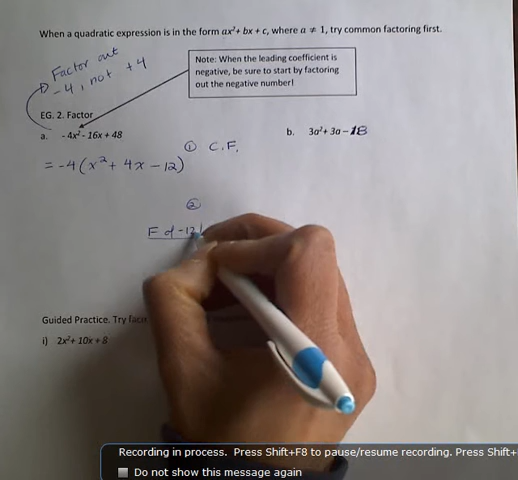 When a quadratic expression is in the form ax²+ bx + c, where a ≠ 1, try common factoring first.
Factor out
-4, not +4
Note: When the leading coefficient is
negative, be sure to start by factoring
out the negative number!
EG. 2. Factor
a. - 4x² - 16x + 48
b. 3a²+ 3a – 18
① C.F.
= -4(x² + 4x - 12)
②
F of -12
Guided Practice. Try
i) 2x²+ 10x + 8
Recording in process. Press Shift+F8 to pause/resume recording. Press Shift+
Do not show this message again